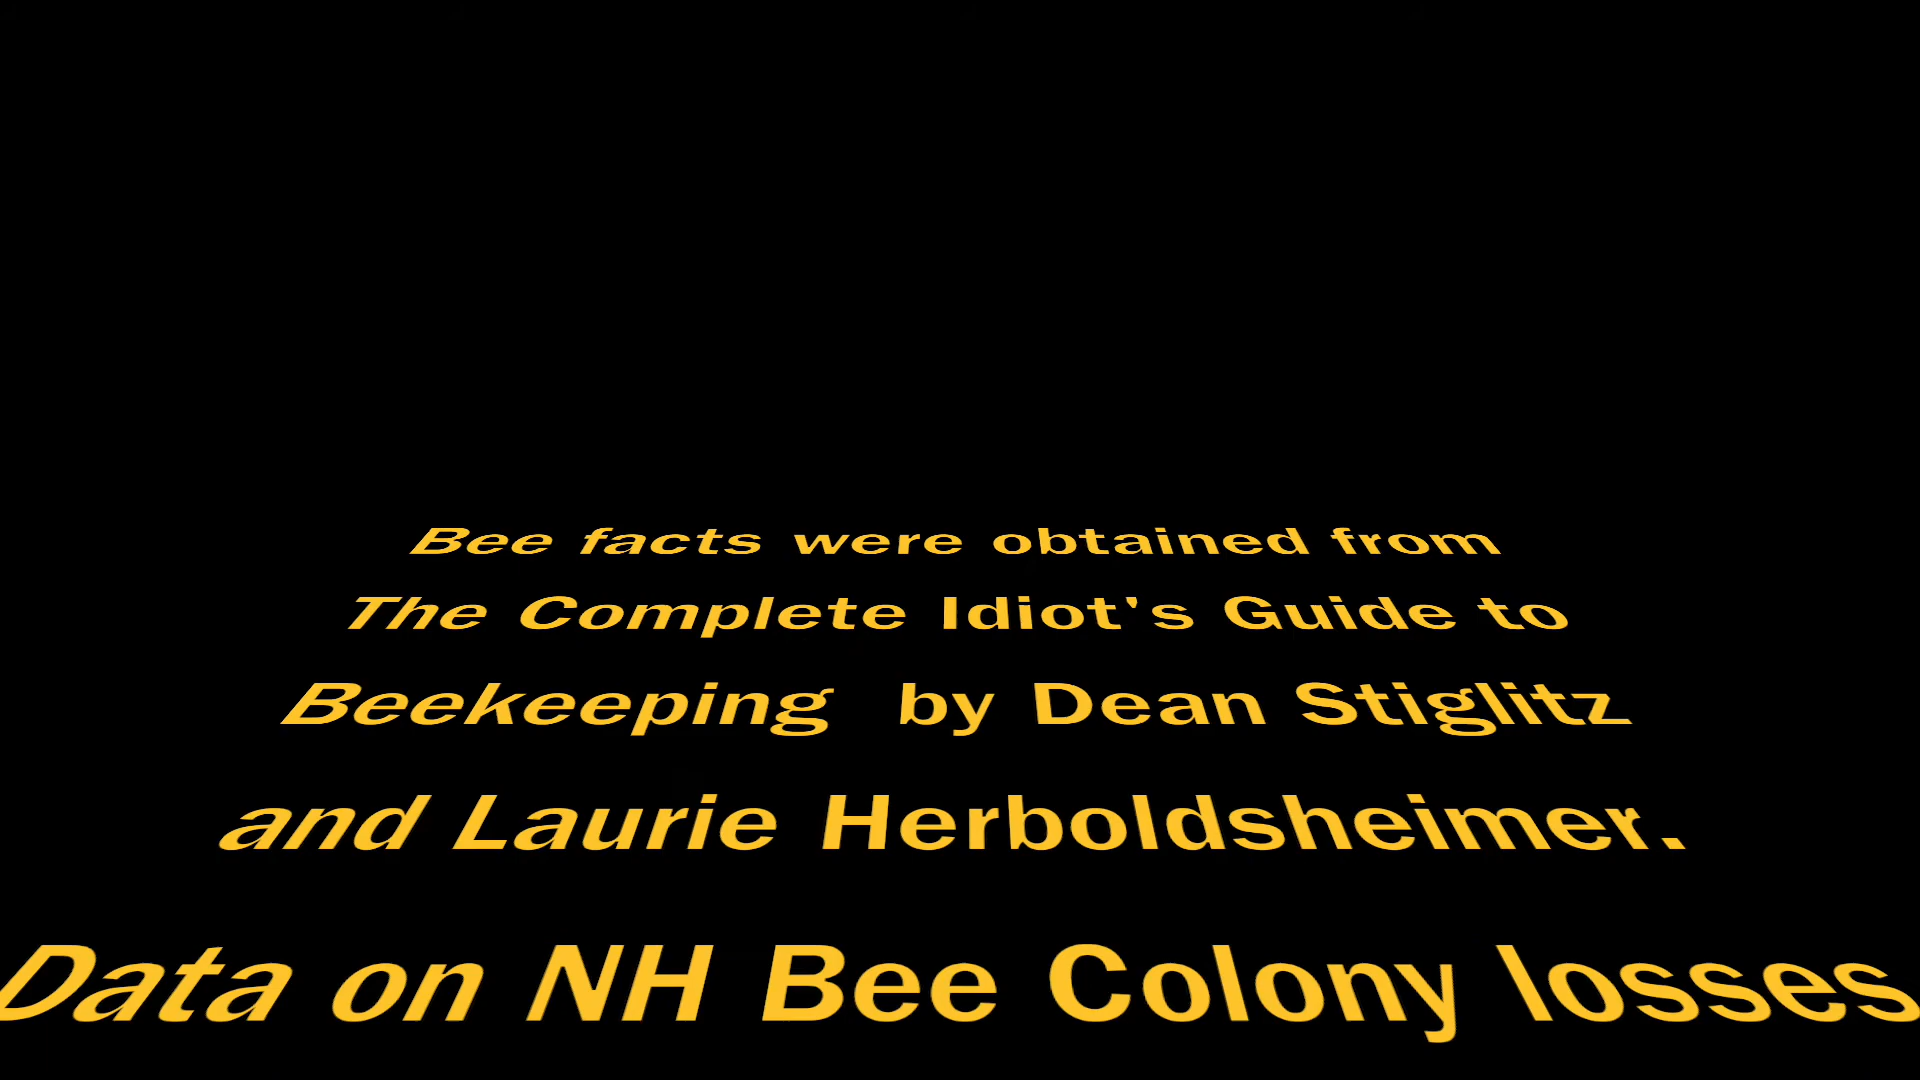 Bee facts were obtained from
The Complete Idiot's Guide to
Beekeeping by Dean Stiglitz
and Laurie Herboldsheimer.
Data on NH Bee Colony losses